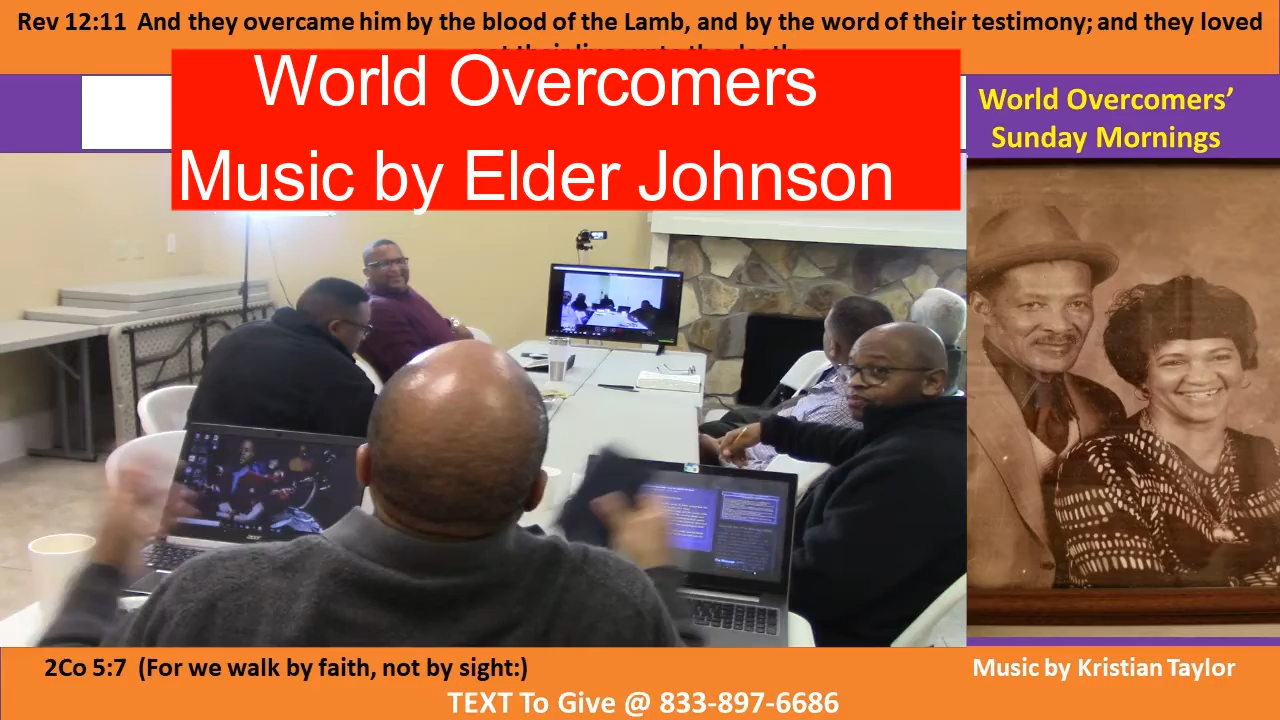 Rev 12:11 And they overcame him by the blood of the Lamb, and by the word of their testimony; and they loved
World Overcomers
Music by Elder Johnson
World Overcomers'
Sunday Mornings
acer
2Co 5:7 (For we walk by faith, not by sight:)
Music by Kristian Taylor
TEXT To Give @ 833-897-6686